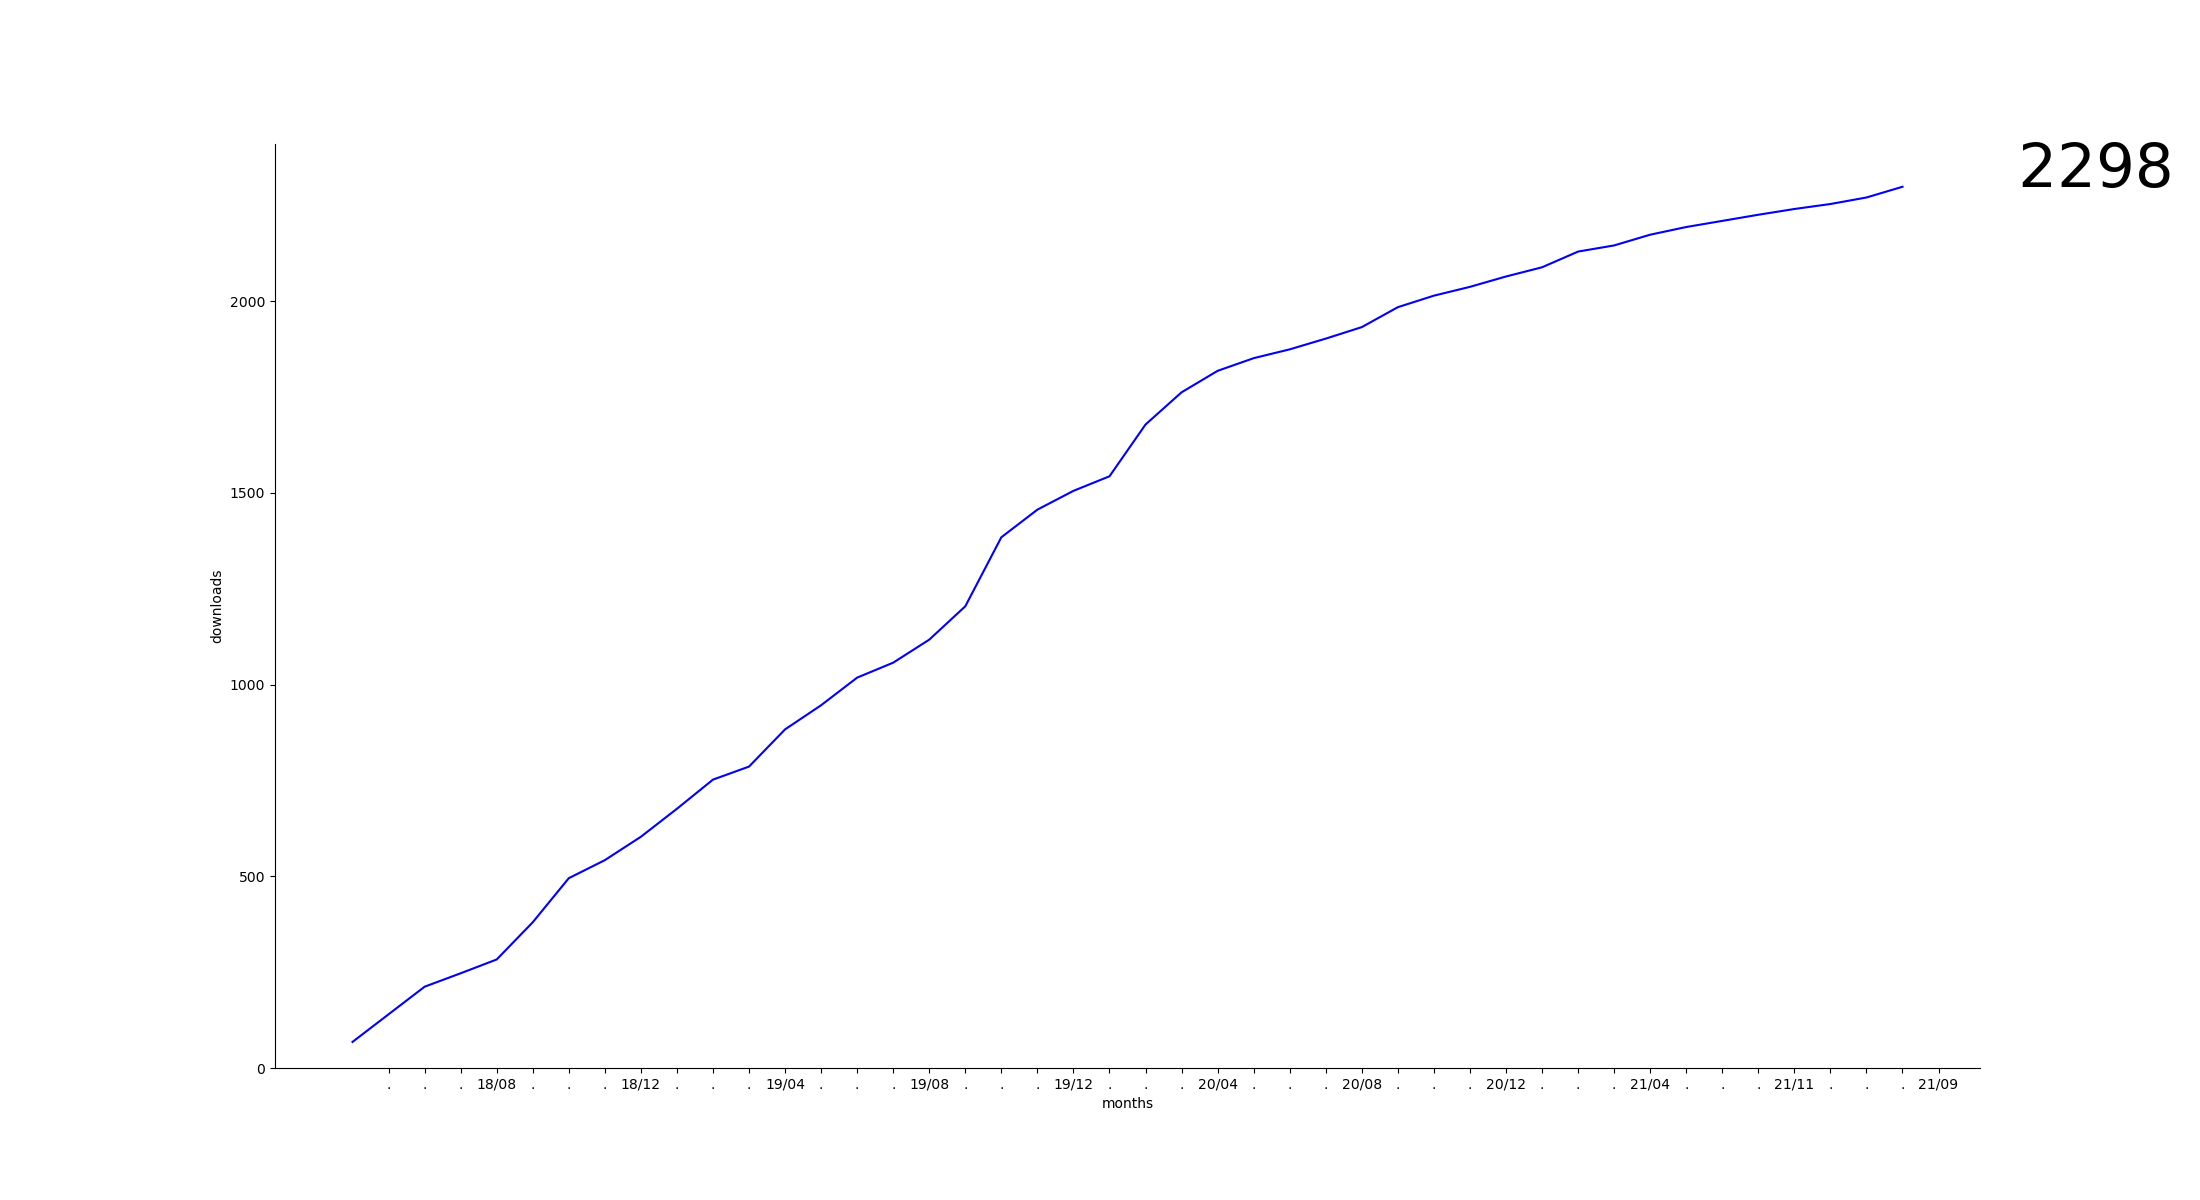 2298
2000
1500
1000
500
0
downloads
. . . 18/08 . . . 18/12 . . . 19/04 . . . 19/08 . . . 19/12 . . . 20/04 . . . 20/08 . . . 20/12 . . . 21/04 . . . 21/11 . . . 21/09
months